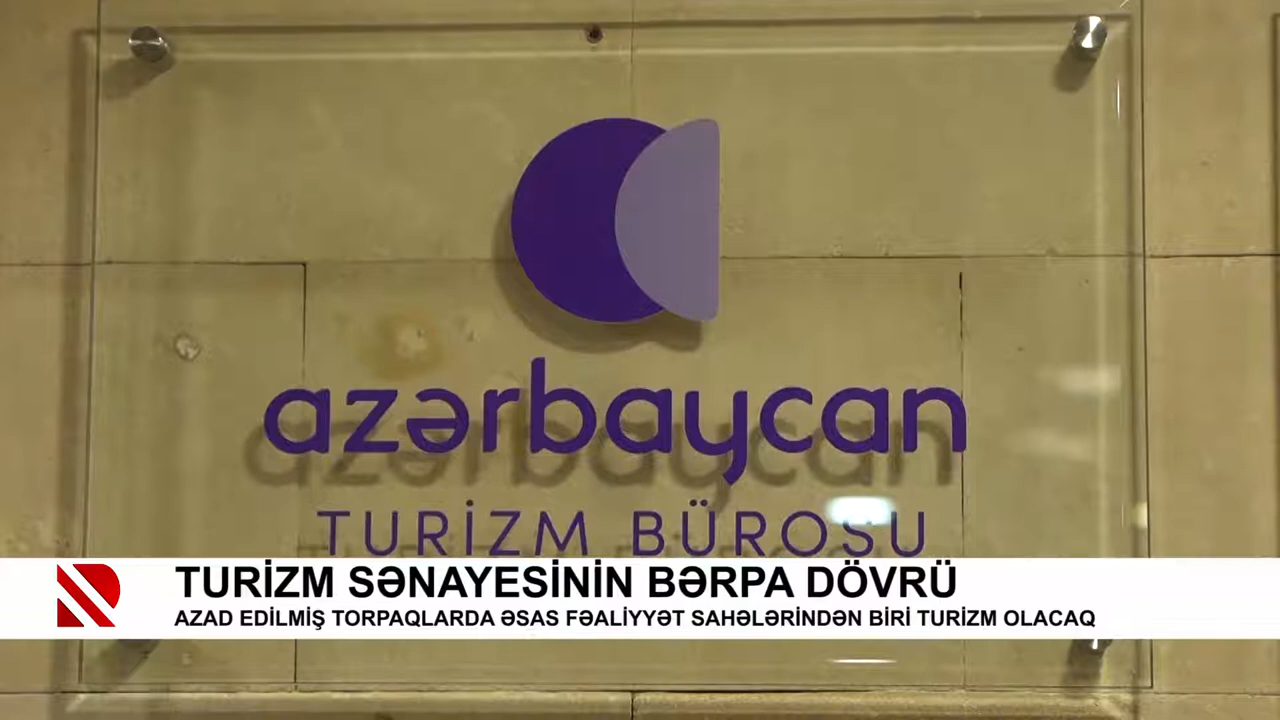 azərbaycan
TURİZM BÜROSU
TURİZM SƏNAYESİNİN BƏRPA DÖVRÜ
AZAD EDİLMİŞ TORPAQLARDA ƏSAS FƏALİYYƏT SAHƏLƏRİNDƏN BİRİ TURİZM OLACAQ